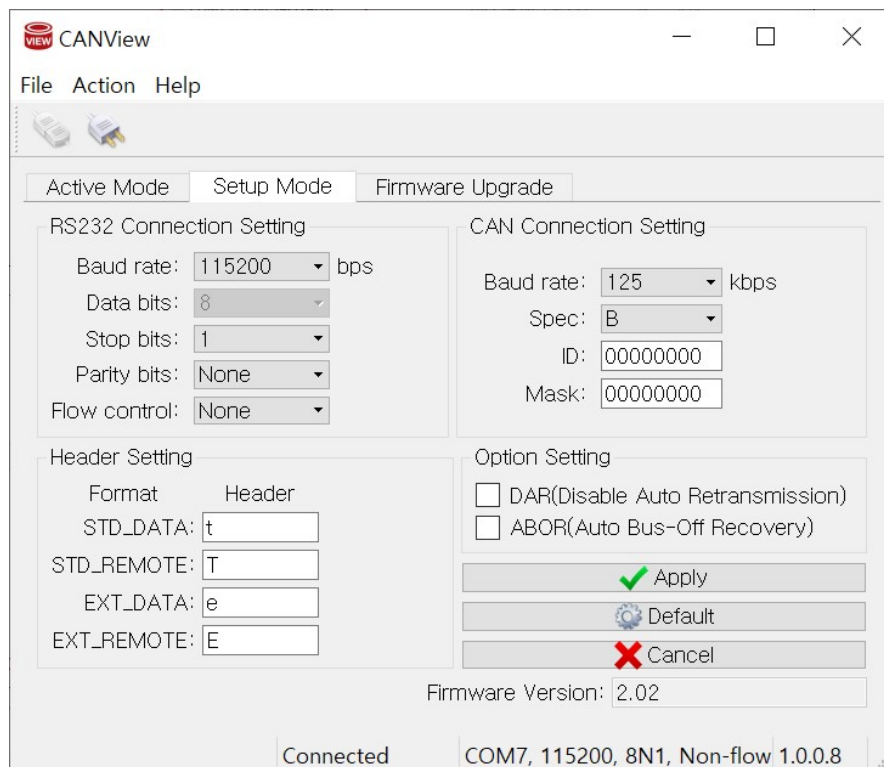 VIEW CANView
File Action Help
Active Mode Setup Mode Firmware Upgrade
RS232 Connection Setting
Baud rate: 115200 bps
Data bits: 8
Stop bits: 1
Parity bits: None
Flow control: None
CAN Connection Setting
Baud rate: 125 kbps
Spec: B
ID: 00000000
Mask: 00000000
Header Setting
Format Header
STD_DATA: t
STD_REMOTE: T
EXT_DATA: e
EXT_REMOTE: E
Option Setting
DAR(Disable Auto Retransmission)
ABOR(Auto Bus-Off Recovery)
Apply
Default
Cancel
Firmware Version: 2.02
Connected COM7, 115200, 8N1, Non-flow 1.0.0.8